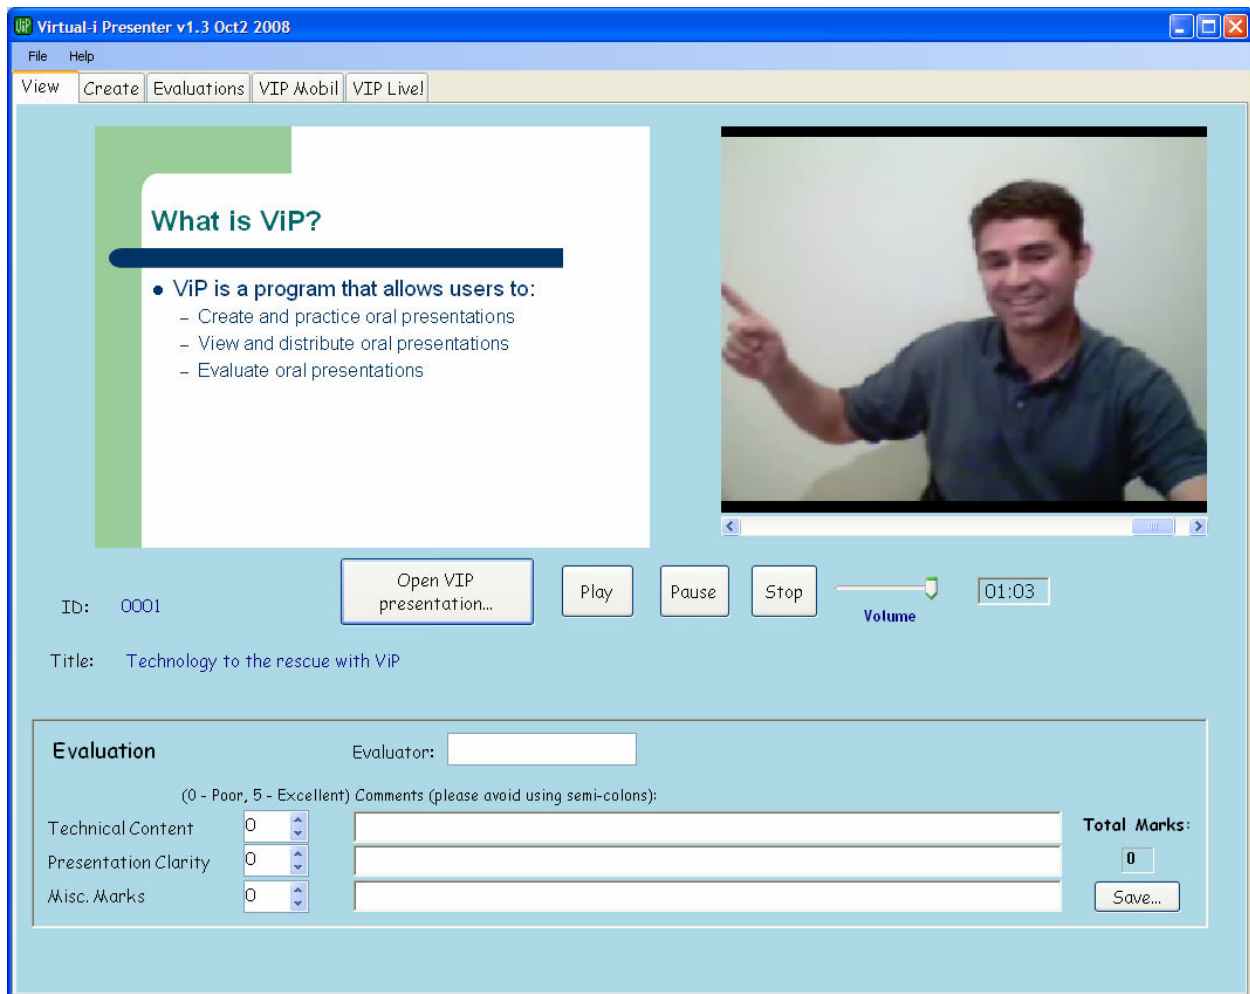 ViP Virtual-i Presenter v1.3 Oct2 2008
File Help
View Create Evaluations VIP Mobil VIP Live!
What is ViP?
• ViP is a program that allows users to:
– Create and practice oral presentations
– View and distribute oral presentations
– Evaluate oral presentations
Open VIP
presentation...
Play Pause Stop
Volume
01:03
ID: 0001
Title: Technology to the rescue with ViP
Evaluation Evaluator:
(0 - Poor, 5 - Excellent) Comments (please avoid using semi-colons):
Technical Content 0
Presentation Clarity 0
Misc. Marks 0
Total Marks:
0
Save...